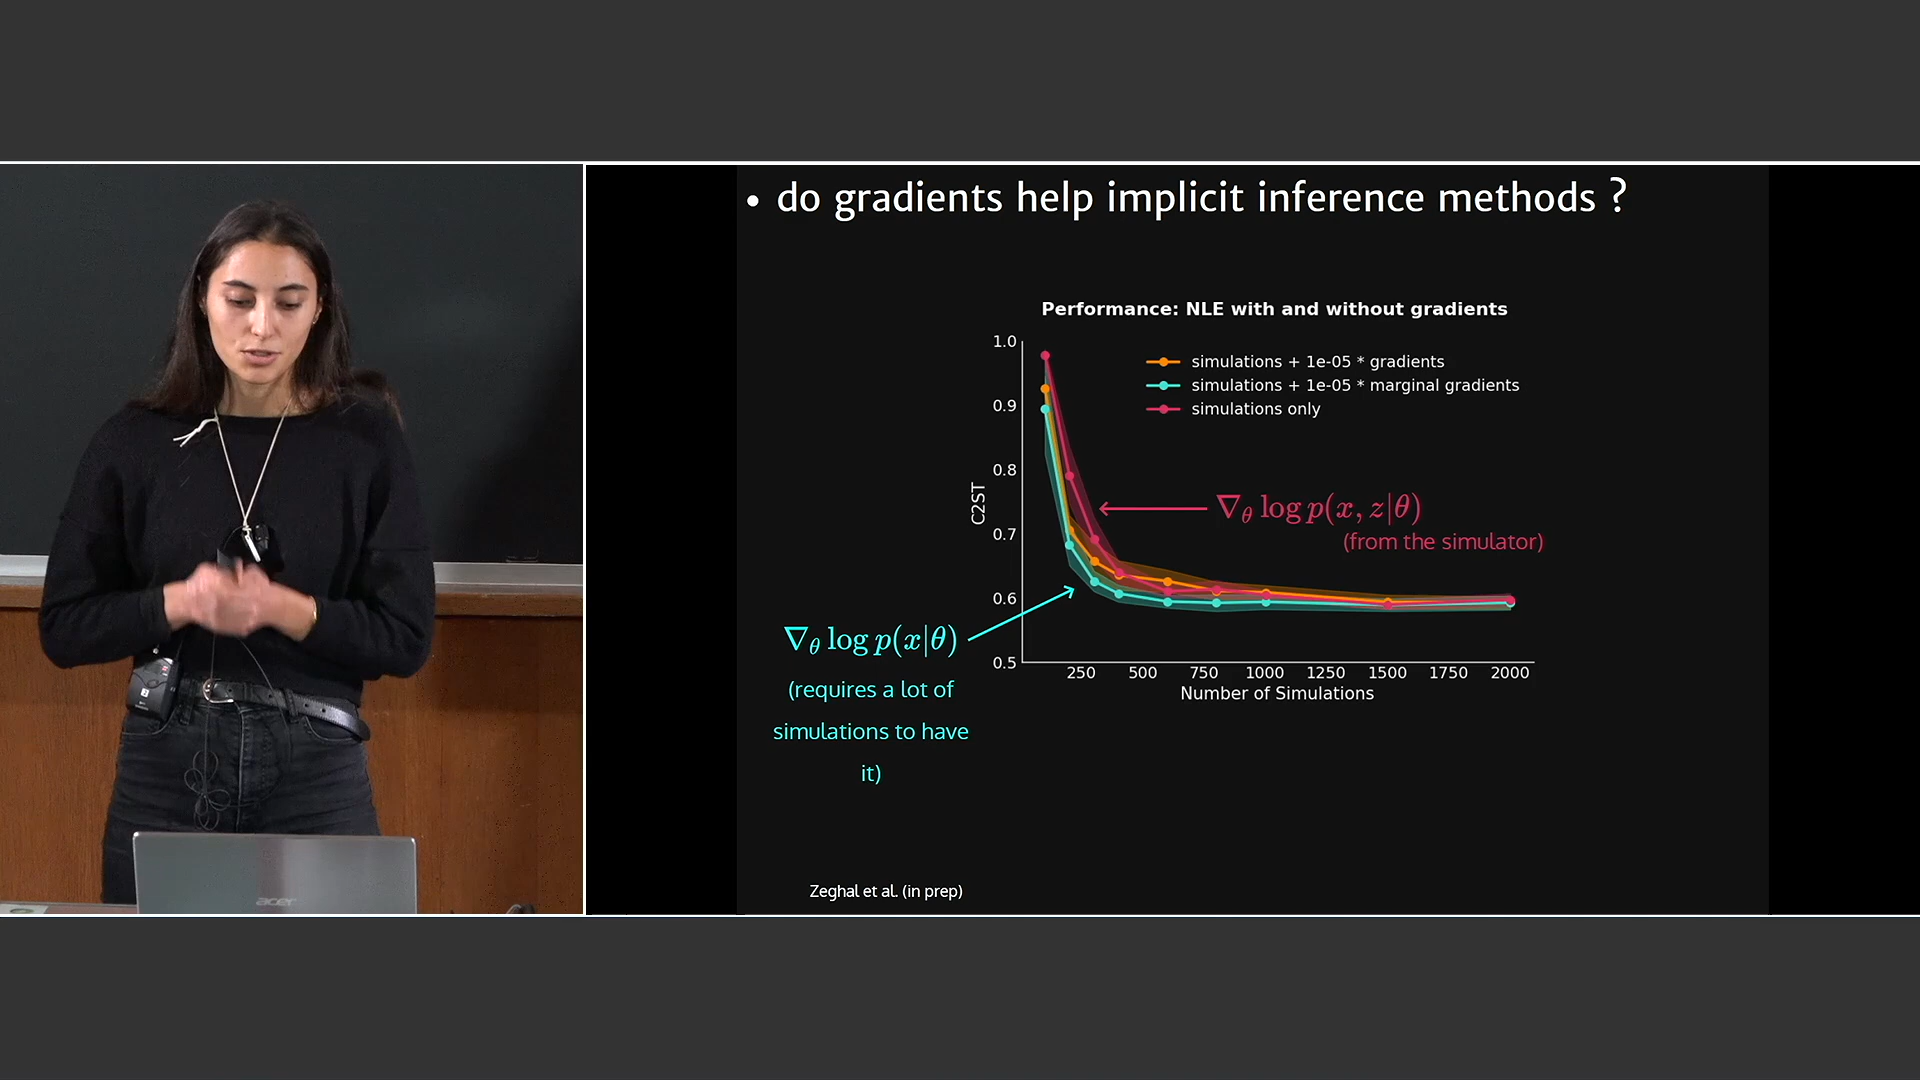 • do gradients help implicit inference methods ?
Performance: NLE with and without gradients
simulations + 1e-05 * gradients
simulations + 1e-05 * marginal gradients
simulations only
1.0
0.9
0.8
0.7
0.6
0.5
C2ST
250 500 750 1000 1250 1500 1750 2000
Number of Simulations
∇θ log p(x, z|θ)
(from the simulator)
∇θ log p(x|θ)
(requires a lot of
simulations to have
it)
Zeghal et al. (in prep)
acer